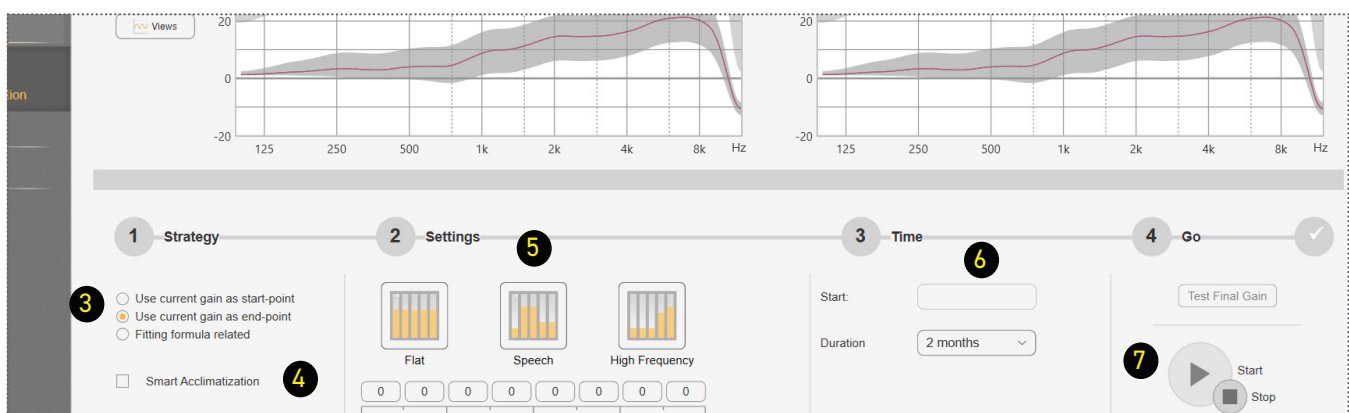 Views
20
0
-20
125 250 500 1k 2k 4k 8k Hz
20
0
-20
125 250 500 1k 2k 4k 8k Hz
tion
1 Strategy
2 Settings
5
3 Time
6
4 Go
3
Use current gain as start-point
Use current gain as end-point
Fitting formula related
Smart Acclimatization
4
Flat
Speech
High Frequency
0 0 0 0 0 0 0 0
Start:
Duration
2 months
Test Final Gain
7
Start
Stop